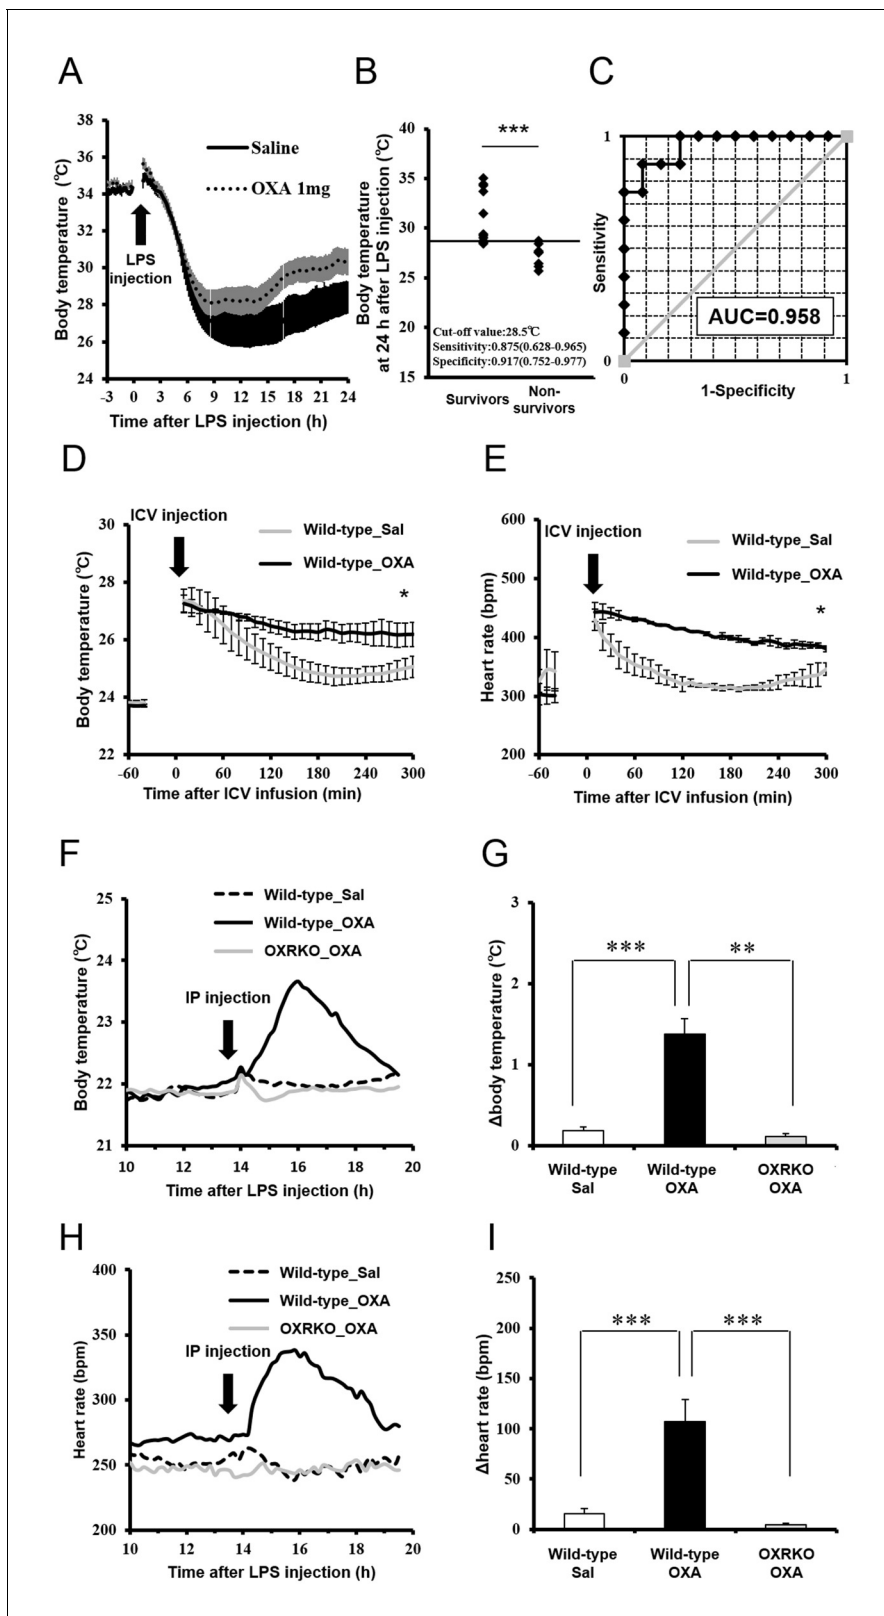 A
38
36
34
32
30
28
26
24
Body temperature (℃)
Saline
OXA 1mg
LPS
injection
-3 0 3 6 9 12 15 18 21 24
Time after LPS injection (h)
B
40
35
30
25
20
15
Body temperature
at 24 h after LPS injection (℃)
***
Cut-off value:28.5℃
Sensitivity:0.875(0.628-0.965)
Specificity:0.917(0.752-0.977)
Survivors
Non-
survivors
C
1
Sensitivity
0
AUC=0.958
0 1
1-Specificity
D
30
28
26
24
22
Body temperature (℃)
ICV injection
Wild-type_Sal
Wild-type_OXA
*
-60 0 60 120 180 240 300
Time after ICV infusion (min)
E
600
500
400
300
200
Heart rate (bpm)
ICV injection
Wild-type_Sal
Wild-type_OXA
*
-60 0 60 120 180 240 300
Time after ICV infusion (min)
F
25
24
23
22
21
Body temperature (℃)
Wild-type_Sal
Wild-type_OXA
OXRKO_OXA
IP injection
10 12 14 16 18 20
Time after LPS injection (h)
G
3
2
1
0
Δbody temperature (℃)
*** **
Wild-type
Sal
Wild-type
OXA
OXRKO
OXA
H
400
350
300
250
200
Heart rate (bpm)
Wild-type_Sal
Wild-type_OXA
OXRKO_OXA
IP injection
10 12 14 16 18 20
Time after LPS injection (h)
I
250
200
150
100
50
0
Δheart rate (bpm)
*** ***
Wild-type
Sal
Wild-type
OXA
OXRKO
OXA